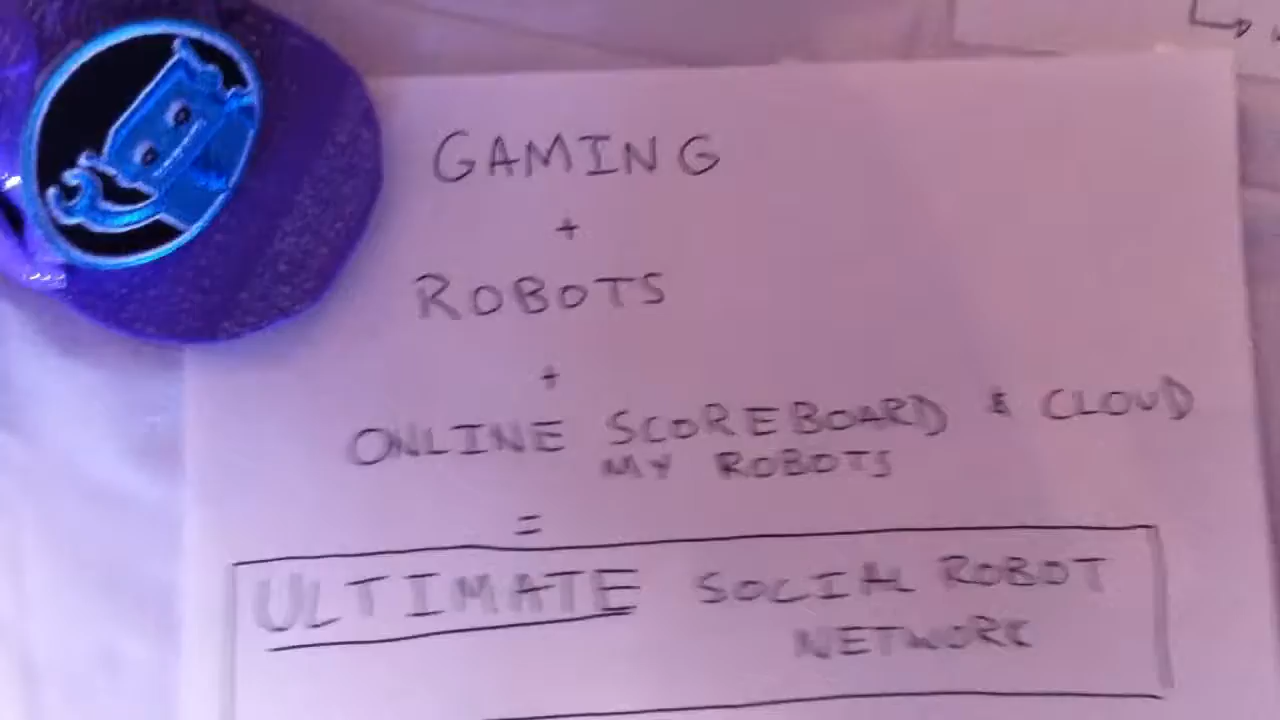 GAMING
+
ROBOTS
+
ONLINE SCOREBOARD & CLOUD
MY ROBOTS
=
ULTIMATE SOCIAL ROBOT
NETWORK